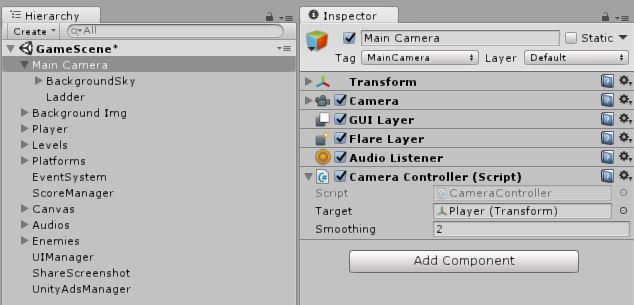 Hierarchy
Create
All
GameScene*
Main Camera
BackgroundSky
Ladder
Background Img
Player
Levels
Platforms
EventSystem
ScoreManager
Canvas
Audios
Enemies
UIManager
ShareScreenshot
UnityAdsManager
Inspector
Main Camera Static
Tag MainCamera Layer Default
Transform
Camera
GUI Layer
Flare Layer
Audio Listener
Camera Controller (Script)
Script CameraController
Target Player (Transform)
Smoothing 2
Add Component